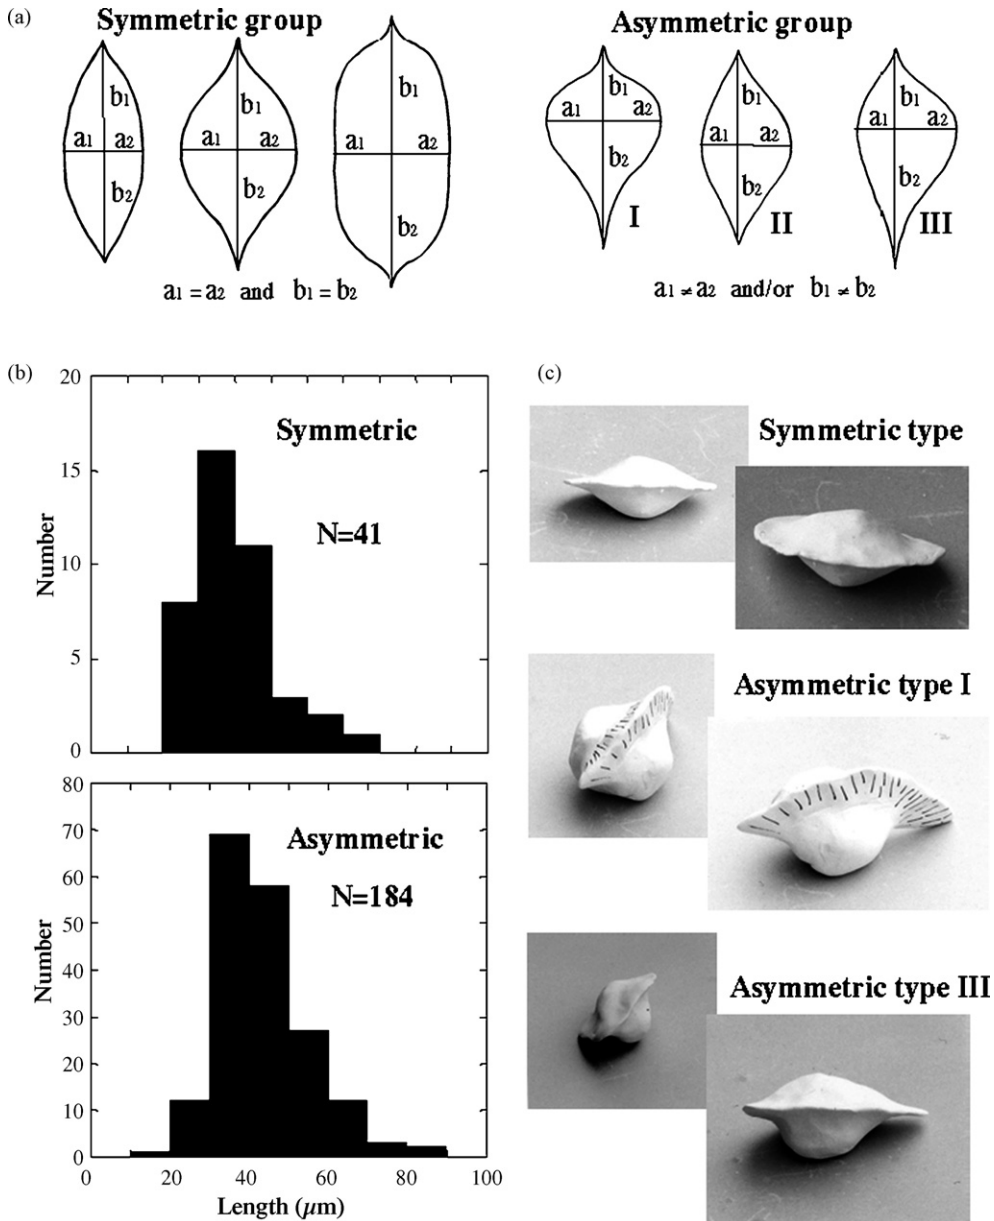 (a)
Symmetric group
b1
a1 a2
b2
b1
a1 a2
b2
b1
a1 a2
b2
a1 = a2 and b1 = b2
Asymmetric group
b1
a1 a2
b2
I
b1
a1 a2
b2
II
b1
a1 a2
b2
III
a1 ≠ a2 and/or b1 ≠ b2
(b)
20
15
10
5
0
Number
Symmetric
N=41
80
70
60
50
40
30
20
10
0
Number
Asymmetric
N=184
0 20 40 60 80 100
Length (μm)
(c)
Symmetric type
Asymmetric type I
Asymmetric type III